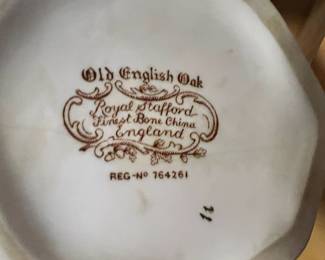 Old English Oak
Royal Stafford
Finest Bone China
England
REG-Nº 764261